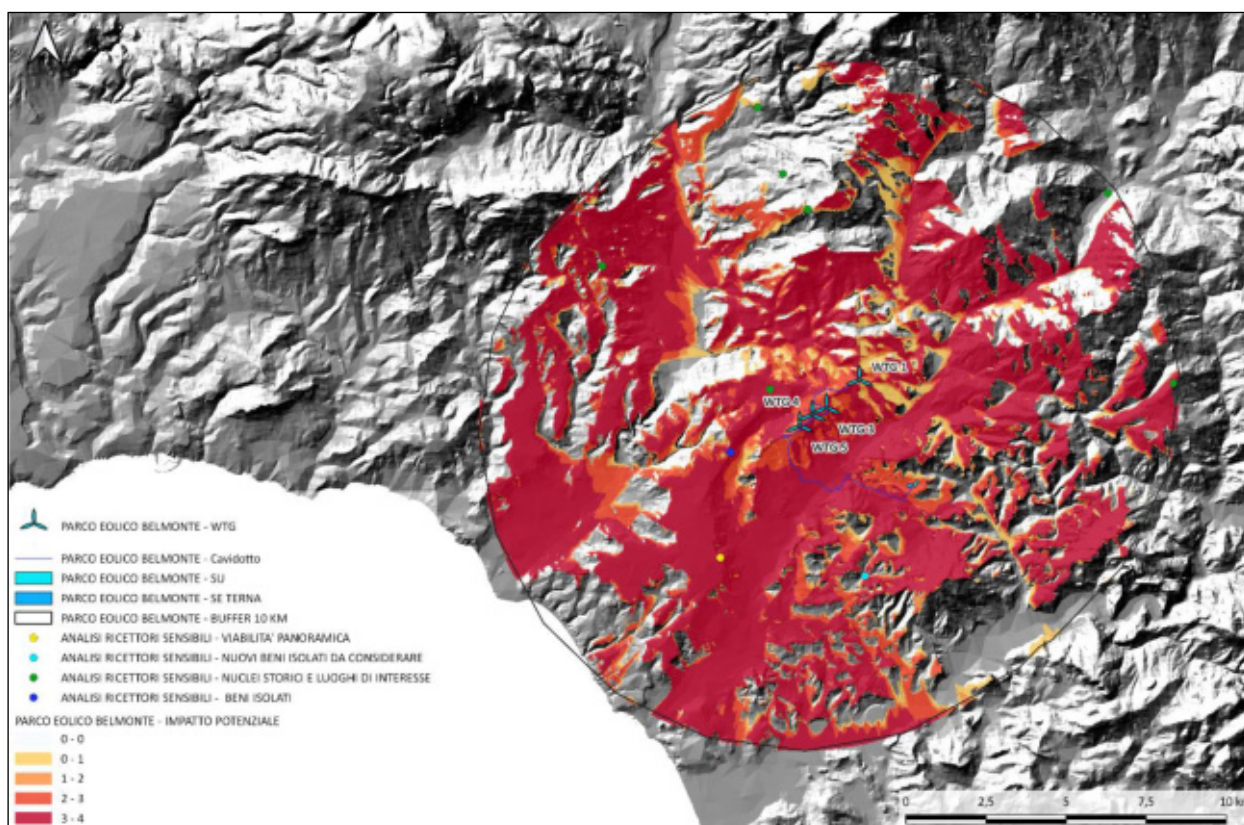 WTG 1
WTG 4
WTG 3
WTG 5
PARCO EOLICO BELMONTE - WTG
PARCO EOLICO BELMONTE - Cavidotto
PARCO EOLICO BELMONTE - SU
PARCO EOLICO BELMONTE - SE TERNA
PARCO EOLICO BELMONTE - BUFFER 10 KM
ANALISI RICETTORI SENSIBILI - VIABILITA' PANORAMICA
ANALISI RICETTORI SENSIBILI - NUOVI BENI ISOLATI DA CONSIDERARE
ANALISI RICETTORI SENSIBILI - NUCLEI STORICI E LUOGHI DI INTERESSE
ANALISI RICETTORI SENSIBILI - BENI ISOLATI
PARCO EOLICO BELMONTE - IMPATTO POTENZIALE
0 - 0
0 - 1
1 - 2
2 - 3
3 - 4
0 2,5 5 7,5 10 km